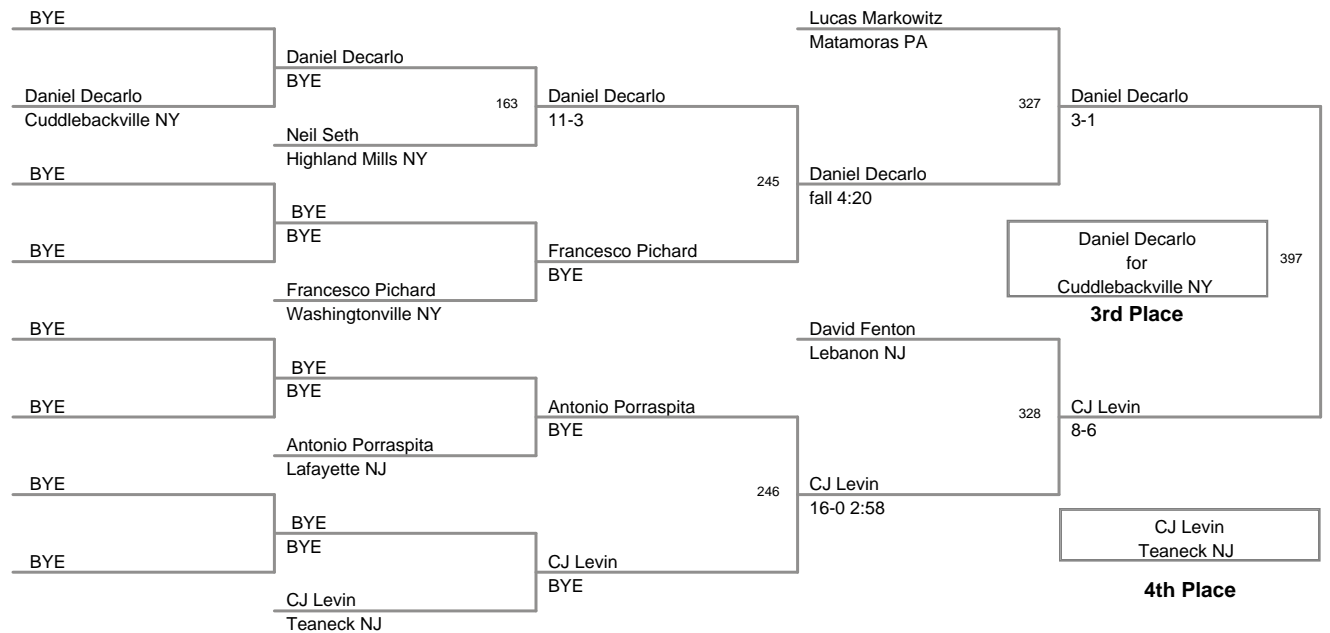 BYE
Daniel Decarlo
Cuddlebackville NY
BYE
BYE
BYE
BYE
BYE
BYE
Daniel Decarlo
BYE
163
Neil Seth
Highland Mills NY
BYE
BYE
Francesco Pichard
Washingtonville NY
BYE
BYE
Antonio Porraspita
Lafayette NJ
BYE
BYE
CJ Levin
Teaneck NJ
Daniel Decarlo
11-3
245
Francesco Pichard
BYE
Antonio Porraspita
BYE
246
CJ Levin
BYE
Lucas Markowitz
Matamoras PA
327
Daniel Decarlo
fall 4:20
David Fenton
Lebanon NJ
328
CJ Levin
16-0 2:58
Daniel Decarlo
3-1
Daniel Decarlo
for
Cuddlebackville NY
397
3rd Place
CJ Levin
8-6
CJ Levin
Teaneck NJ
4th Place